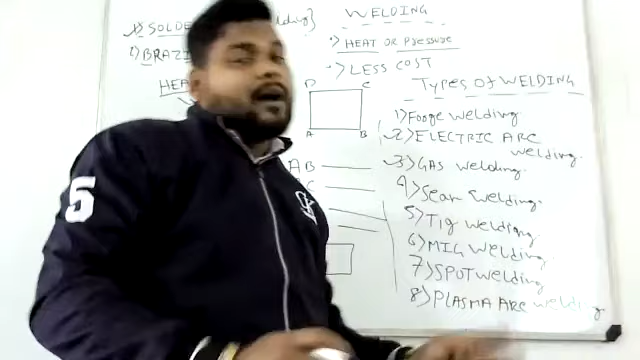 1) SOLDE
lding}
2) BRAZI
HEA
WELDING
HEAT OR Pressure
LESS COST
D C
A B
AB
C
Types of WELDING
1) Fooge welding
2) ELECTRIC ARC
welding.
3) GAS welding.
4) Seam welding.
5) Tig welding.
6) MIG welding.
7) SPOT welding
8) PLASMA ARC welding
5